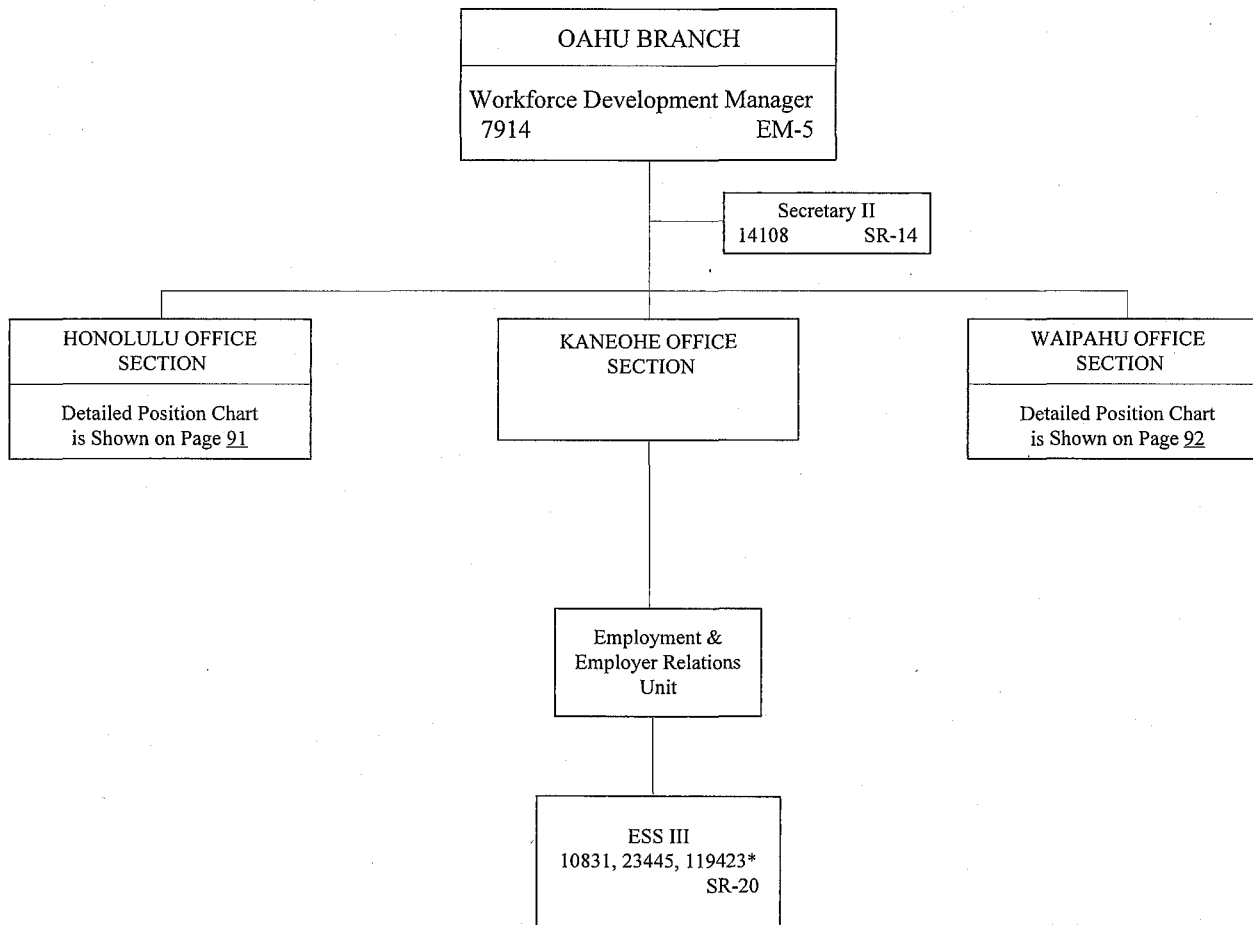 OAHU BRANCH
Workforce Development Manager
7914 EM-5
Secretary II
14108 SR-14
HONOLULU OFFICE
SECTION
Detailed Position Chart
is Shown on Page 91
KANEOHE OFFICE
SECTION
WAIPAHU OFFICE
SECTION
Detailed Position Chart
is Shown on Page 92
Employment &
Employer Relations
Unit
ESS III
10831, 23445, 119423*
SR-20